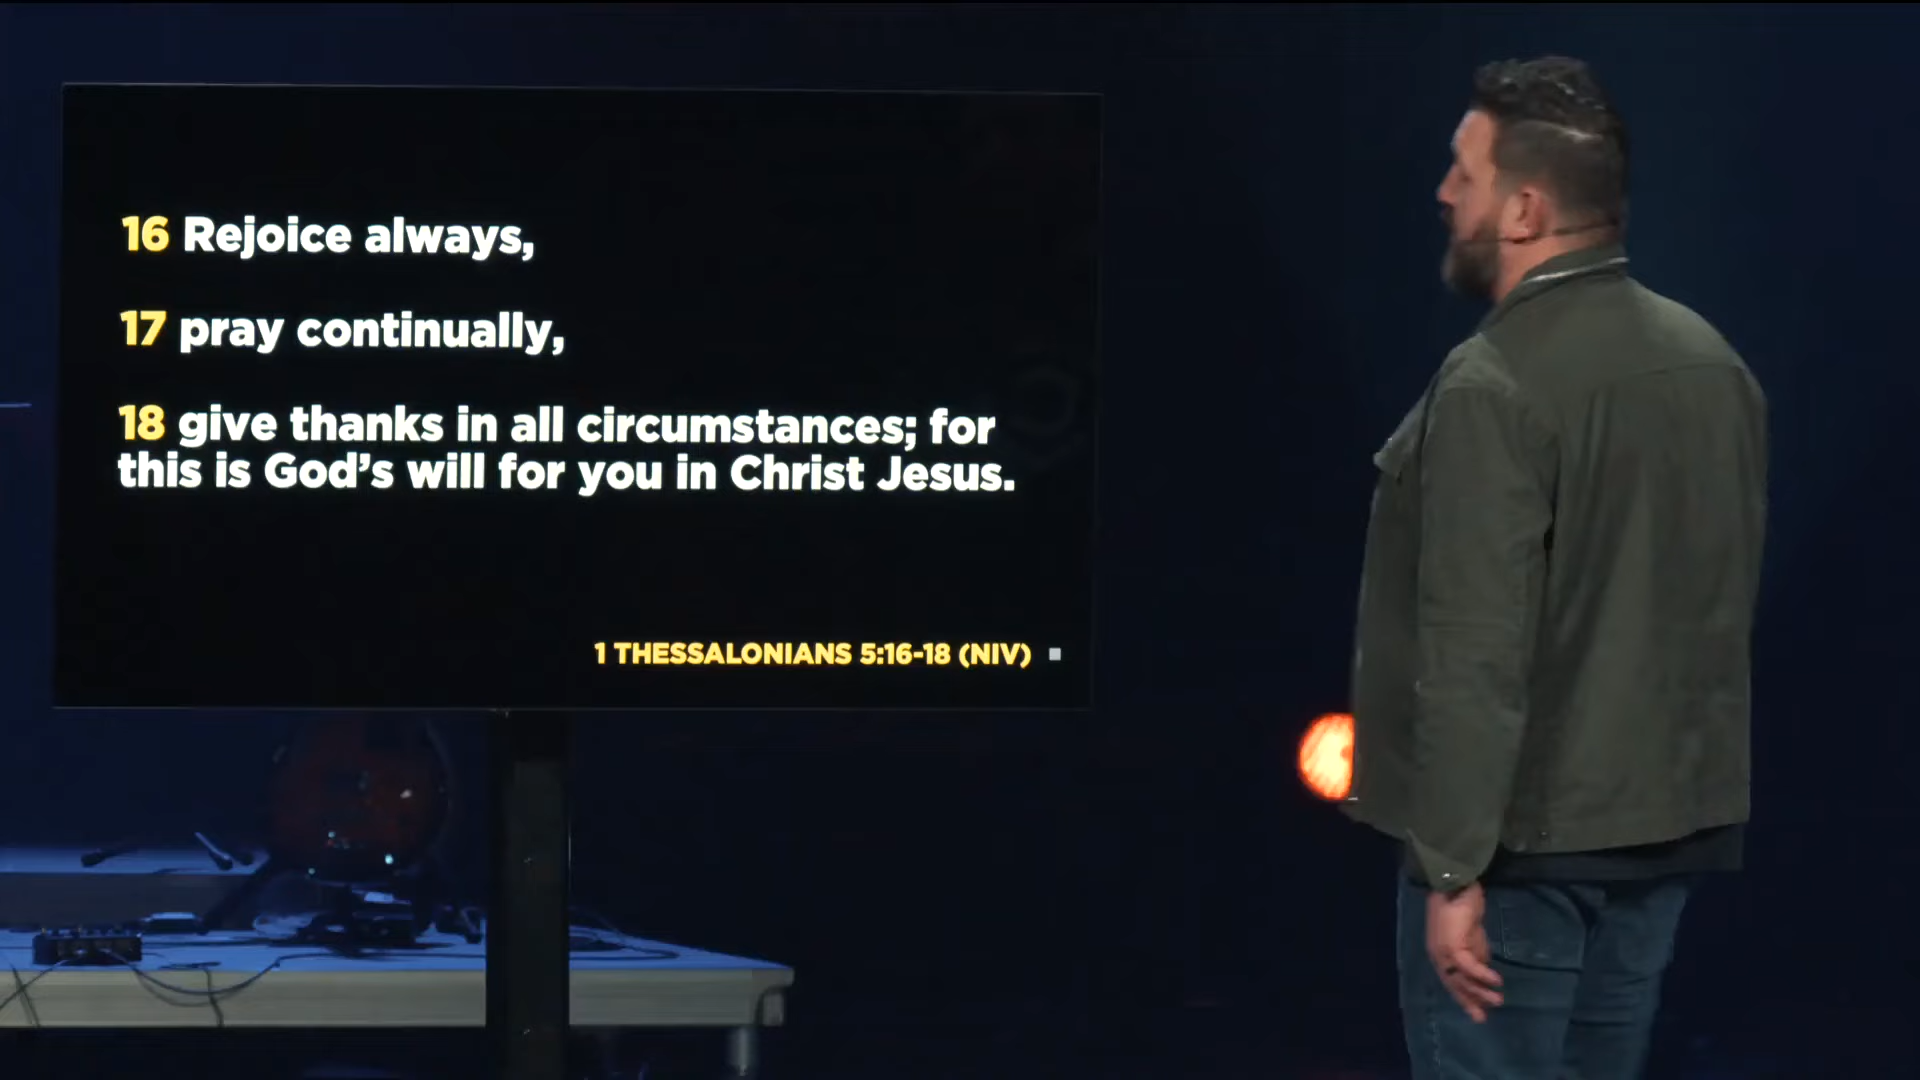 16 Rejoice always,
17 pray continually,
18 give thanks in all circumstances; for
this is God's will for you in Christ Jesus.
1 THESSALONIANS 5:16-18 (NIV)